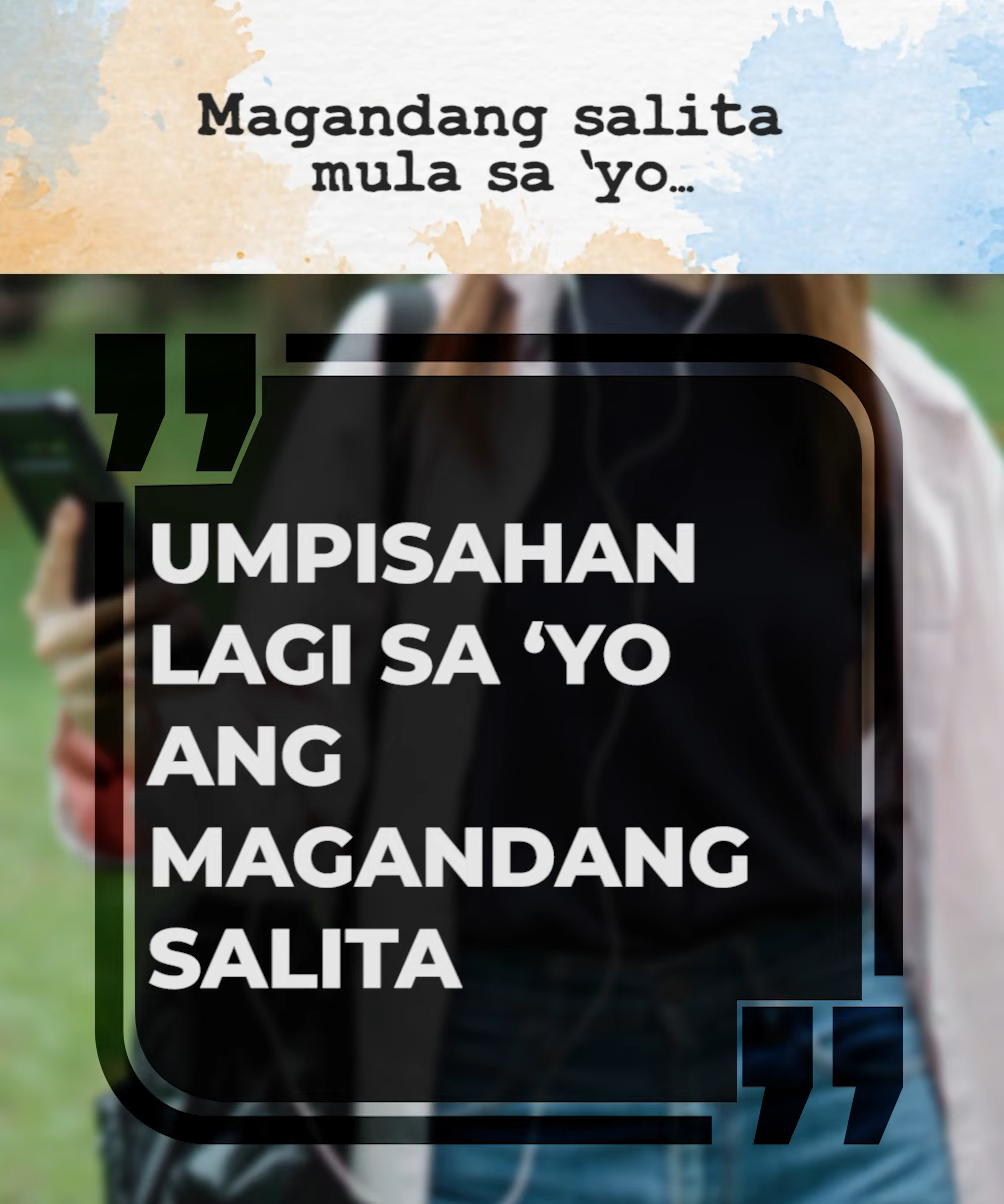 Magandang salita
mula sa ‘yo…
UMPISAHAN
LAGI SA ‘YO
ANG
MAGANDANG
SALITA